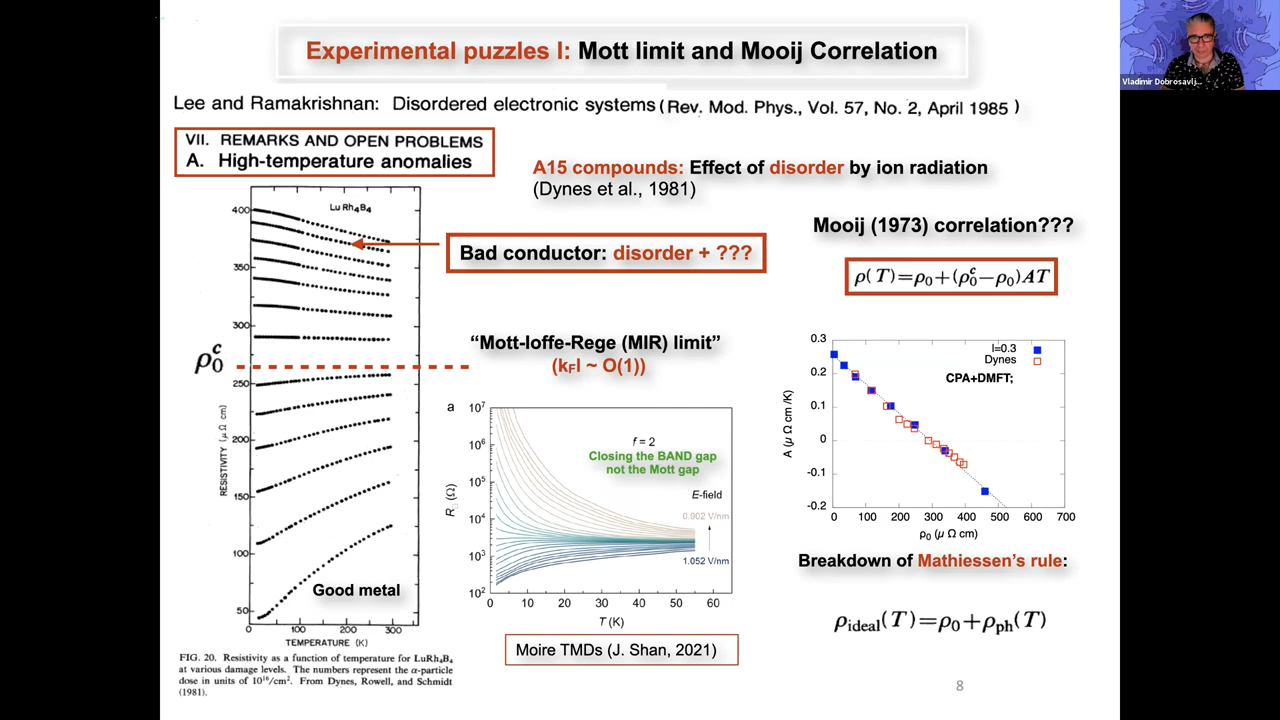 Experimental puzzles I: Mott limit and Mooij Correlation
Vladimir Dobrosavlj...
Lee and Ramakrishnan: Disordered electronic systems (Rev. Mod. Phys., Vol. 57, No. 2, April 1985 )
VII. REMARKS AND OPEN PROBLEMS
A. High-temperature anomalies
A15 compounds: Effect of disorder by ion radiation
(Dynes et al., 1981)
Mooij (1973) correlation???
ρ(T)=ρ₀+(ρ₀ᶜ−ρ₀)AT
Bad conductor: disorder + ???
LuRh₄B₄
400
350
300
250
200
150
100
50
RESISTIVITY (μΩ cm)
ρ₀ᶜ
Good metal
100 200 300
TEMPERATURE (K)
FIG. 20. Resistivity as a function of temperature for LuRh₄B₄
at various damage levels. The numbers represent the α-particle
dose in units of 10¹⁶/cm². From Dynes, Rowell, and Schmidt
(1981).
“Mott-Ioffe-Rege (MIR) limit”
(kFl ~ O(1))
a
10⁷
10⁶
10⁵
10⁴
10³
10²
R□ (Ω)
f = 2
Closing the BAND gap
not the Mott gap
E-field
0.902 V/nm
1.052 V/nm
0 10 20 30 40 50 60
T (K)
Moire TMDs (J. Shan, 2021)
0.3
0.2
0.1
0
-0.1
-0.2
A (μ Ω cm /K)
l=0.3
Dynes
CPA+DMFT;
0 100 200 300 400 500 600 700
ρ₀ (μ Ω cm)
Breakdown of Mathiessen’s rule:
ρideal(T)=ρ₀+ρph(T)
8